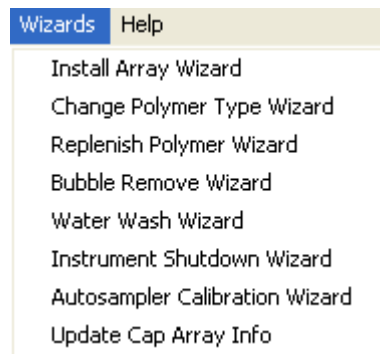 Wizards Help
Install Array Wizard
Change Polymer Type Wizard
Replenish Polymer Wizard
Bubble Remove Wizard
Water Wash Wizard
Instrument Shutdown Wizard
Autosampler Calibration Wizard
Update Cap Array Info